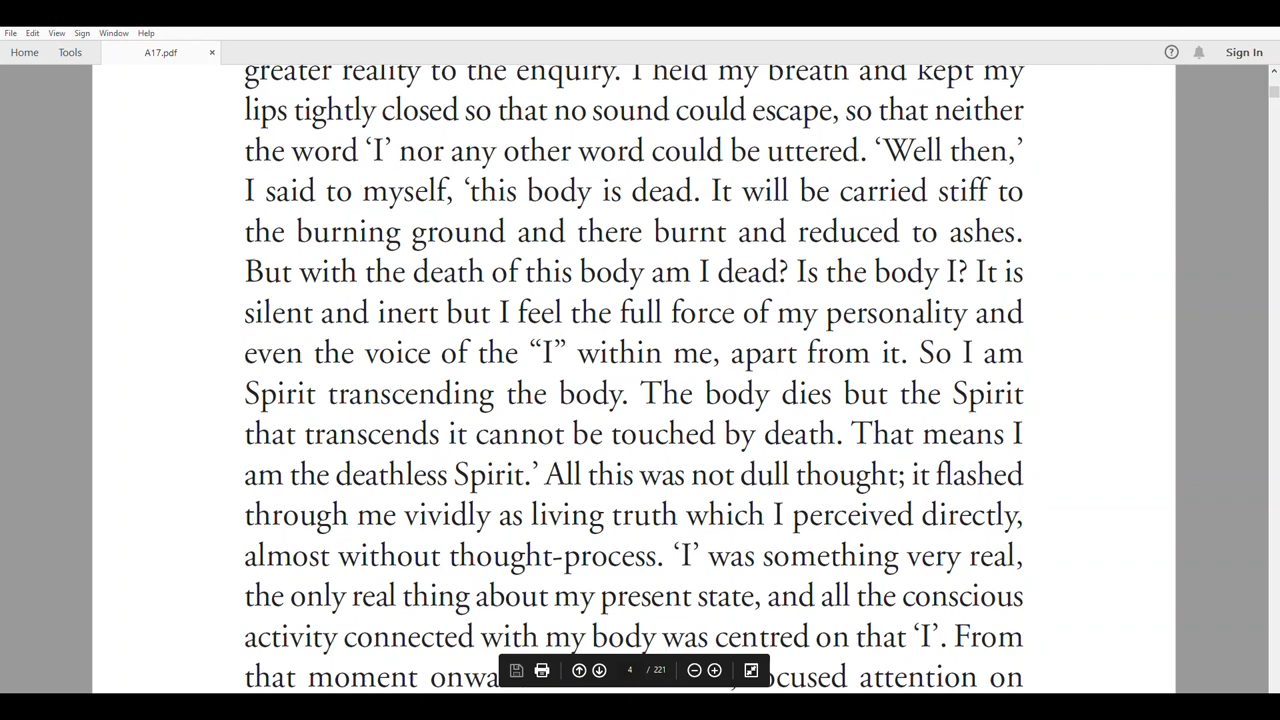 File Edit View Sign Window Help
Home Tools A17.pdf × ? Sign In
greater reality to the enquiry. I held my breath and kept my
lips tightly closed so that no sound could escape, so that neither
the word ‘I’ nor any other word could be uttered. ‘Well then,’
I said to myself, ‘this body is dead. It will be carried stiff to
the burning ground and there burnt and reduced to ashes.
But with the death of this body am I dead? Is the body I? It is
silent and inert but I feel the full force of my personality and
even the voice of the “I” within me, apart from it. So I am
Spirit transcending the body. The body dies but the Spirit
that transcends it cannot be touched by death. That means I
am the deathless Spirit.’ All this was not dull thought; it flashed
through me vividly as living truth which I perceived directly,
almost without thought-process. ‘I’ was something very real,
the only real thing about my present state, and all the conscious
activity connected with my body was centred on that ‘I’. From
that moment attention on
4 / 221